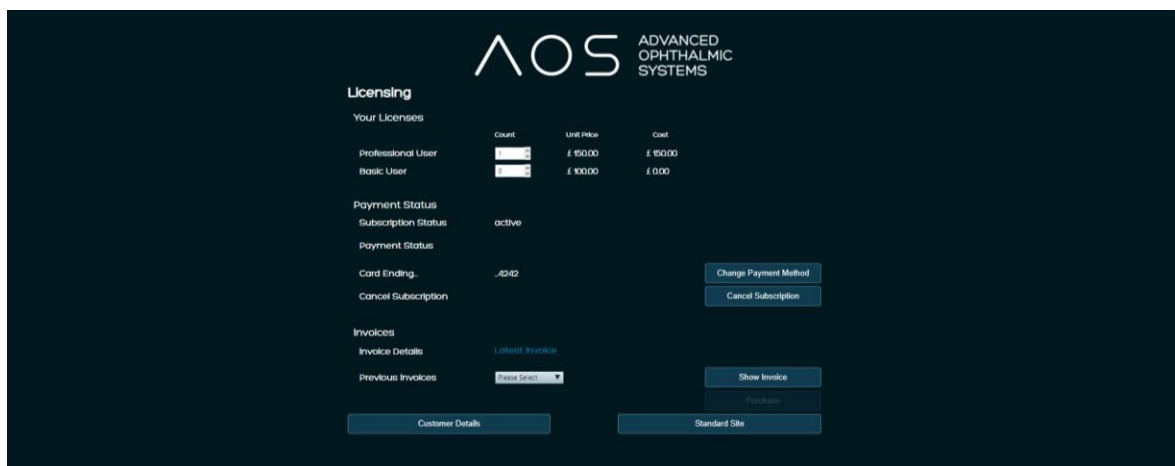 AOS ADVANCED
OPHTHALMIC
SYSTEMS
Licensing
Your Licenses
Count Unit Price Cost
Professional User 1 £ 150.00 £ 150.00
Basic User 0 £ 100.00 £ 0.00
Payment Status
Subscription Status active
Payment Status
Card Ending.. ..4242 Change Payment Method
Cancel Subscription Cancel Subscription
Invoices
Invoice Details Latest Invoice
Previous Invoices Please Select Show Invoice
Purchase
Customer Details Standard Site